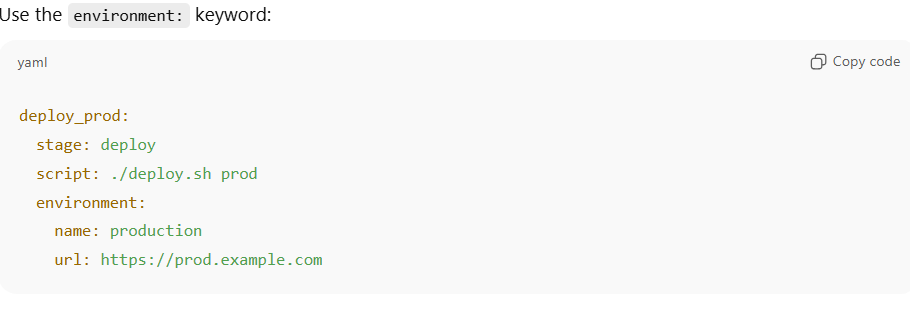 Use the environment: keyword:
yaml
Copy code
deploy_prod:
  stage: deploy
  script: ./deploy.sh prod
  environment:
    name: production
    url: https://prod.example.com